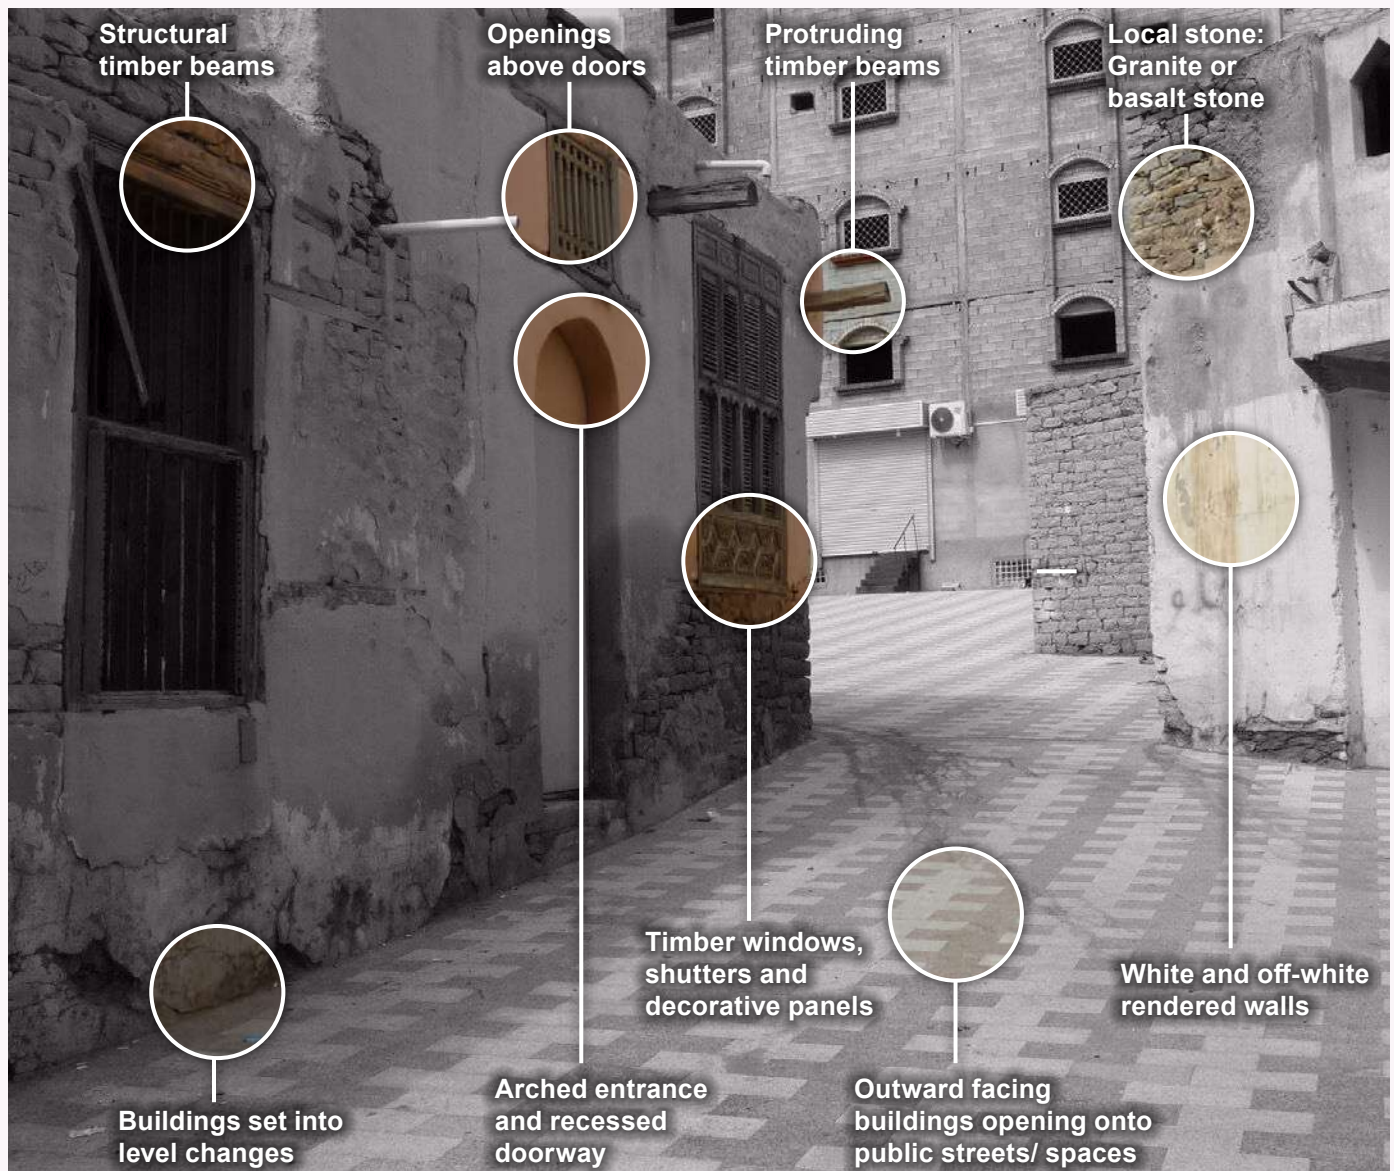 Structural
timber beams
Openings
above doors
Protruding
timber beams
Local stone:
Granite or
basalt stone
Timber windows,
shutters and
decorative panels
White and off-white
rendered walls
Buildings set into
level changes
Arched entrance
and recessed
doorway
Outward facing
buildings opening onto
public streets/ spaces